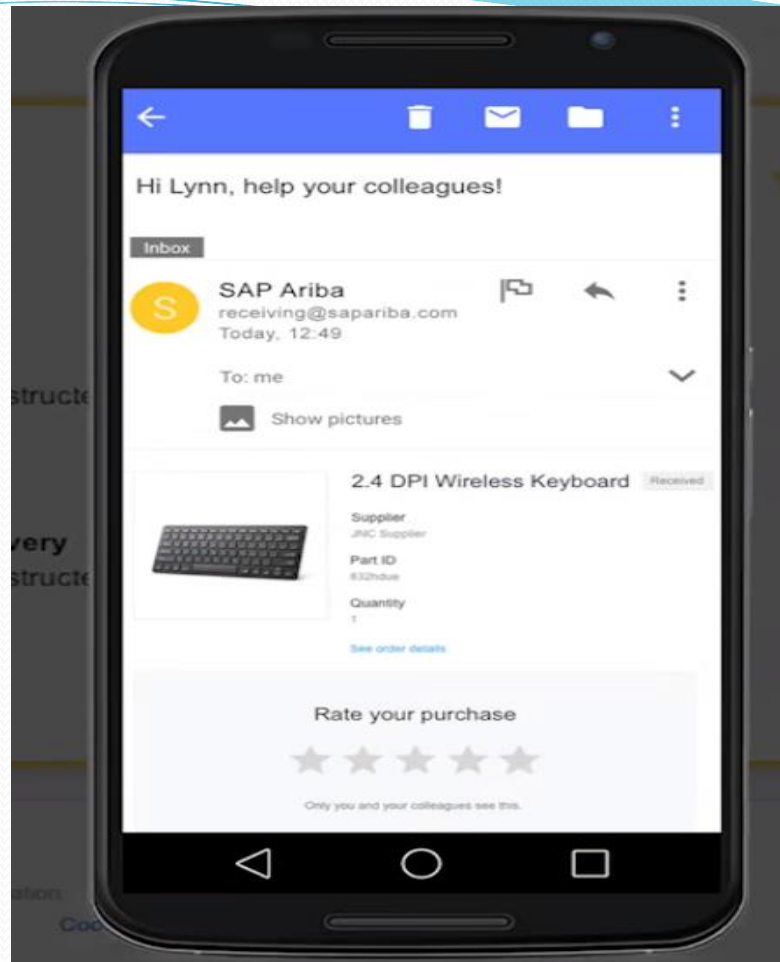 Hi Lynn, help your colleagues!
Inbox
S
SAP Ariba
receiving@sapariba.com
Today, 12:49
To: me
Show pictures
2.4 DPI Wireless Keyboard
Received
Supplier
JNC Supplier
Part ID
832hdue
Quantity
1
See order details
Rate your purchase
Only you and your colleagues see this.
structe
very
structe
ation
Coo